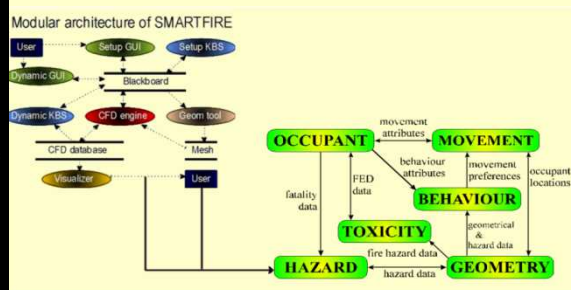 Modular architecture of SMARTFIRE
User
Setup GUI
Setup KBS
Dynamic GUI
Blackboard
Dynamic KBS
CFD engine
Geom tool
CFD database
Mesh
Visualizer
User
OCCUPANT
movement
attributes
MOVEMENT
behaviour
attributes
movement
preferences
occupant
locations
fatality
data
FED
data
BEHAVIOUR
TOXICITY
geometrical
&
hazard data
fire hazard data
HAZARD
hazard data
GEOMETRY